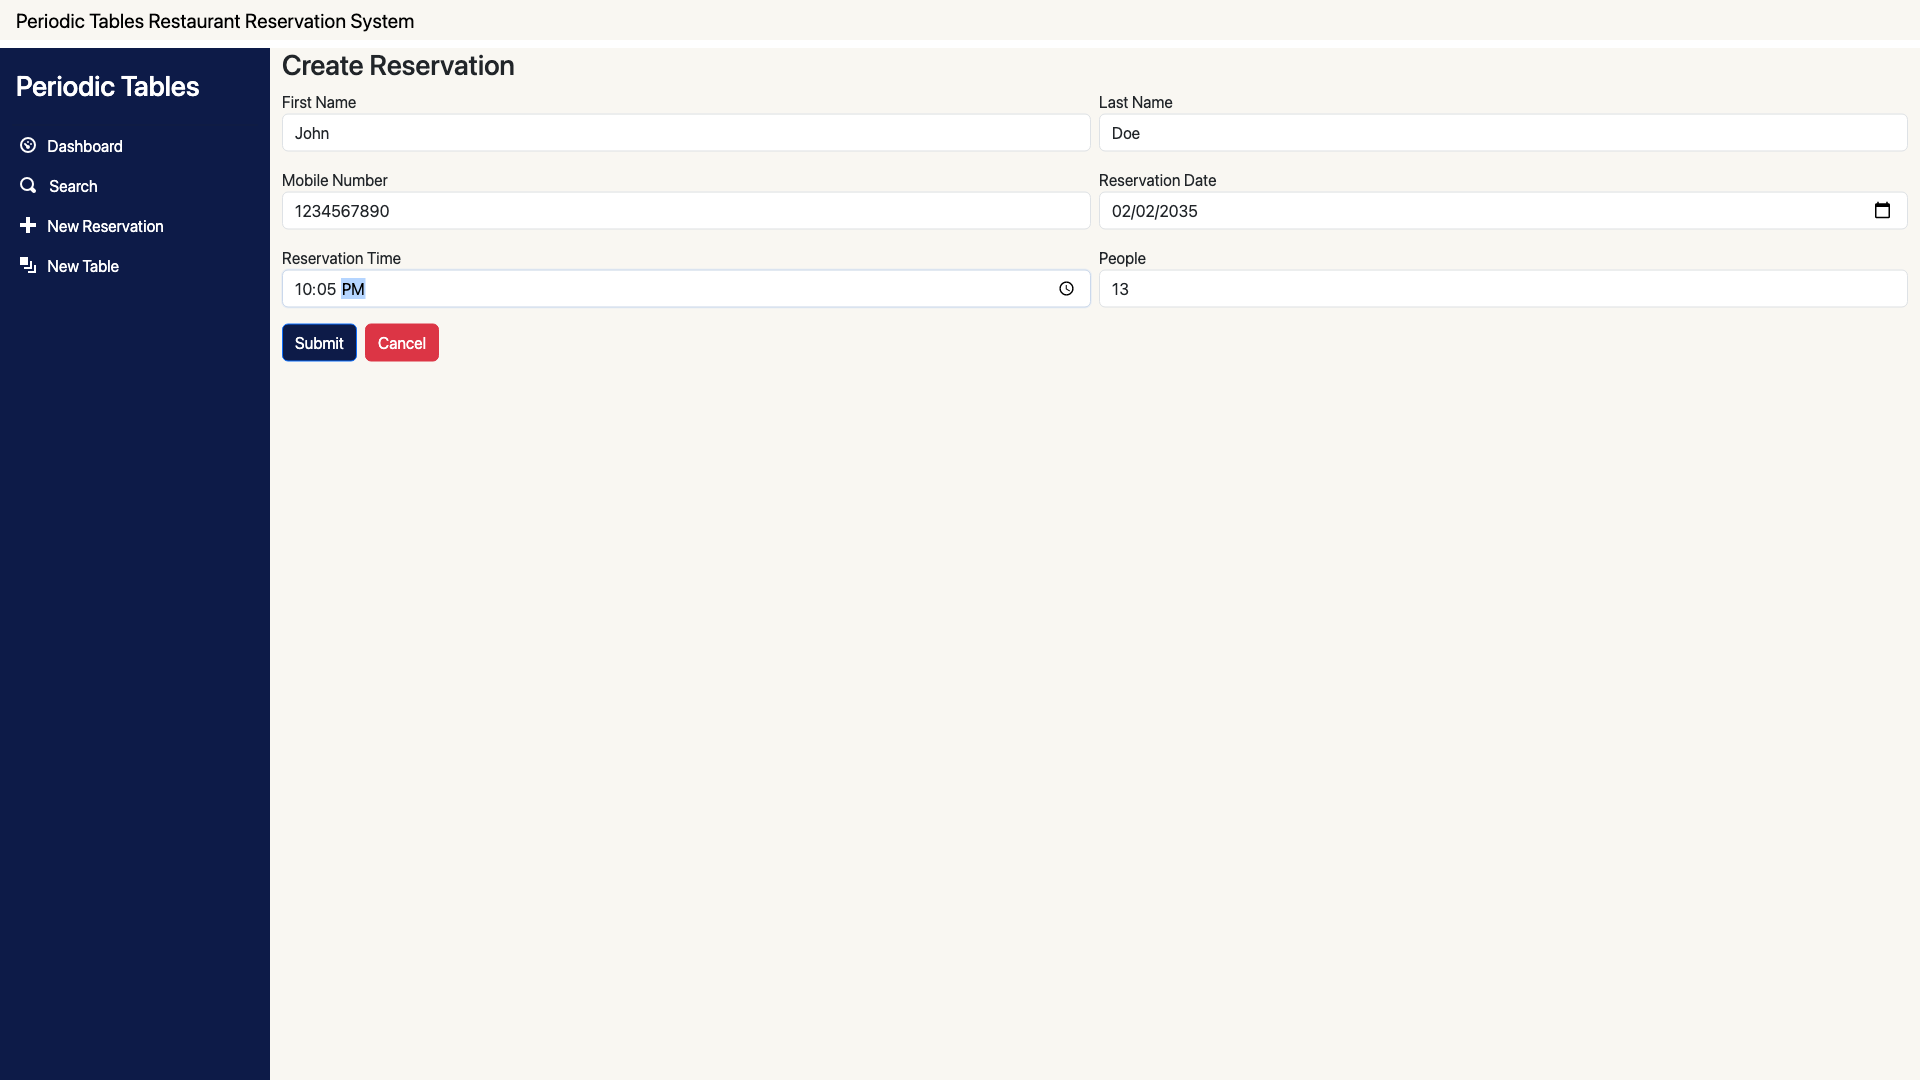 Periodic Tables Restaurant Reservation System
Periodic Tables
Dashboard
Search
New Reservation
New Table
Create Reservation
First Name
John
Last Name
Doe
Mobile Number
1234567890
Reservation Date
02/02/2035
Reservation Time
10:05 PM
People
13
Submit
Cancel